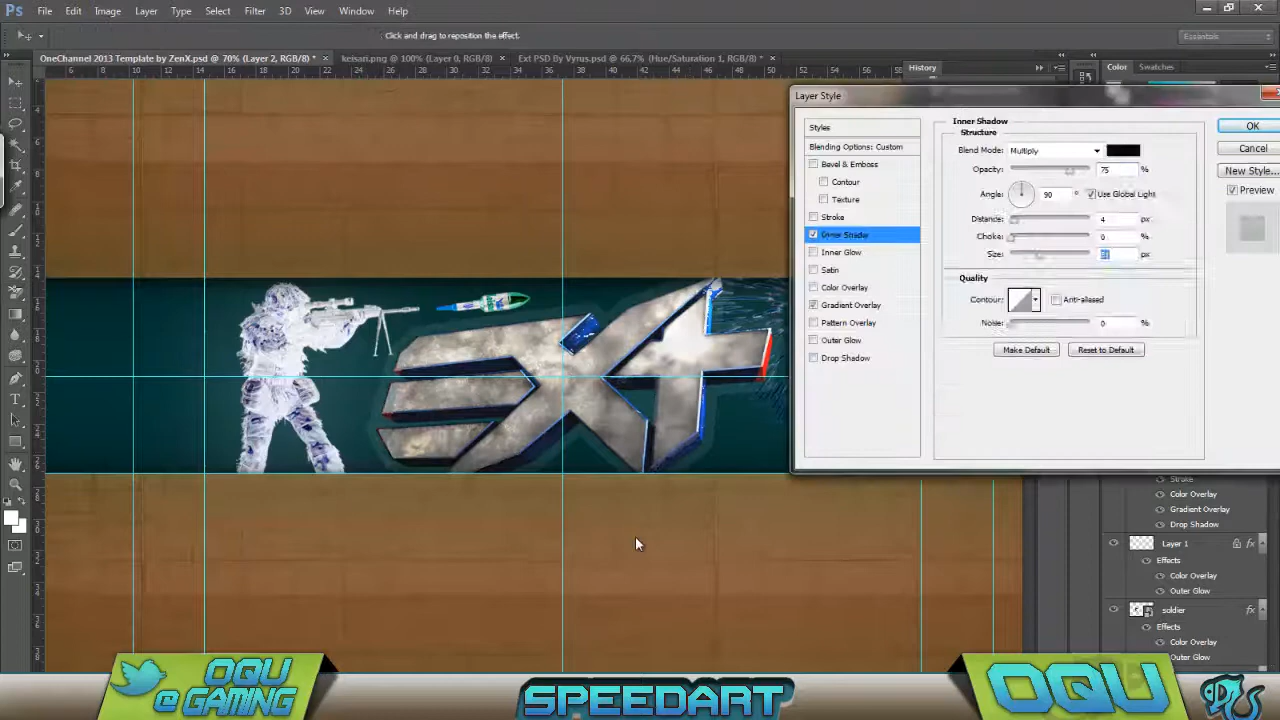 Ps File Edit Image Layer Type Select Filter 3D View Window Help
Click and drag to reposition the effect.
Essentials
OneChannel 2013 Template by ZenX.psd @ 70% (Layer 2, RGB/8) *
keisari.png @ 100% (Layer 0, RGB/8)
Ext PSD By Vyrus.psd @ 66,7% (Hue/Saturation 1, RGB/8) *
History
Color
Swatches
Layer Style
Styles
Blending Options: Custom
Bevel & Emboss
Contour
Texture
Stroke
Inner Shadow
Inner Glow
Satin
Color Overlay
Gradient Overlay
Pattern Overlay
Outer Glow
Drop Shadow
Inner Shadow
Structure
Blend Mode: Multiply
Opacity: 75 %
Angle: 90 ° Use Global Light
Distance: 4 px
Choke: 0 %
Size: px
Quality
Contour: Anti-aliased
Noise: 0 %
Make Default Reset to Default
OK
Cancel
New Style...
Preview
Stroke
Color Overlay
Gradient Overlay
Drop Shadow
Layer 1 fx
Effects
Color Overlay
Outer Glow
soldier fx
Effects
Color Overlay
Outer Glow
OQU
@ GAMING
SPEEDART
OQU